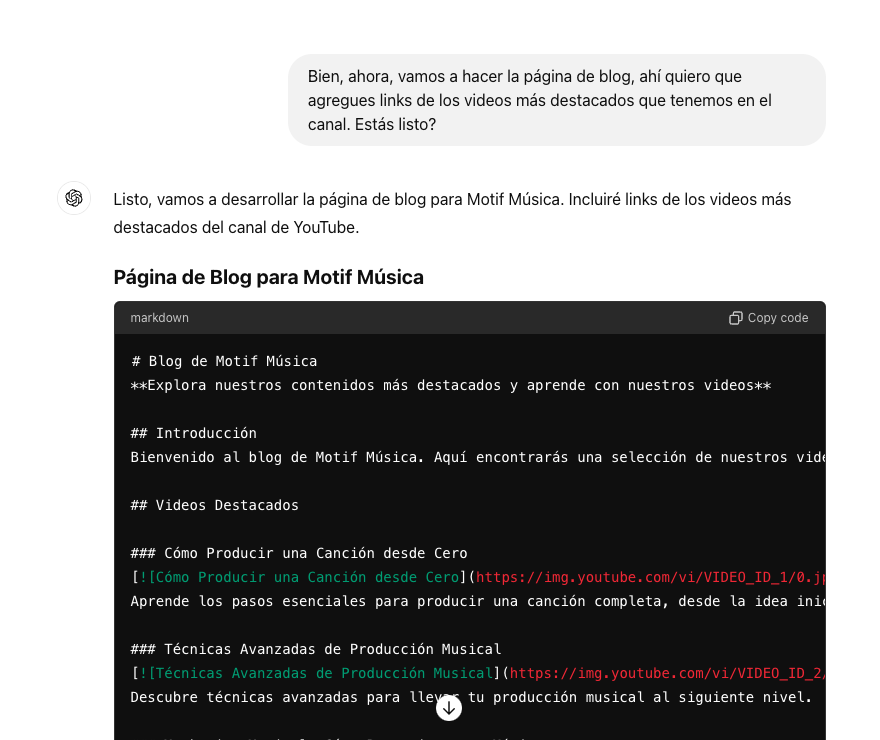 Bien, ahora, vamos a hacer la página de blog, ahí quiero que
agregues links de los videos más destacados que tenemos en el
canal. Estás listo?
Listo, vamos a desarrollar la página de blog para Motif Música. Incluiré links de los videos más
destacados del canal de YouTube.
Página de Blog para Motif Música
markdown
Copy code
# Blog de Motif Música
**Explora nuestros contenidos más destacados y aprende con nuestros videos**
## Introducción
Bienvenido al blog de Motif Música. Aquí encontrarás una selección de nuestros vide
## Videos Destacados
### Cómo Producir una Canción desde Cero
[![Cómo Producir una Canción desde Cero](https://img.youtube.com/vi/VIDEO_ID_1/0.jp
Aprende los pasos esenciales para producir una canción completa, desde la idea inic
### Técnicas Avanzadas de Producción Musical
[![Técnicas Avanzadas de Producción Musical](https://img.youtube.com/vi/VIDEO_ID_2/
Descubre técnicas avanzadas para llevar tu producción musical al siguiente nivel.